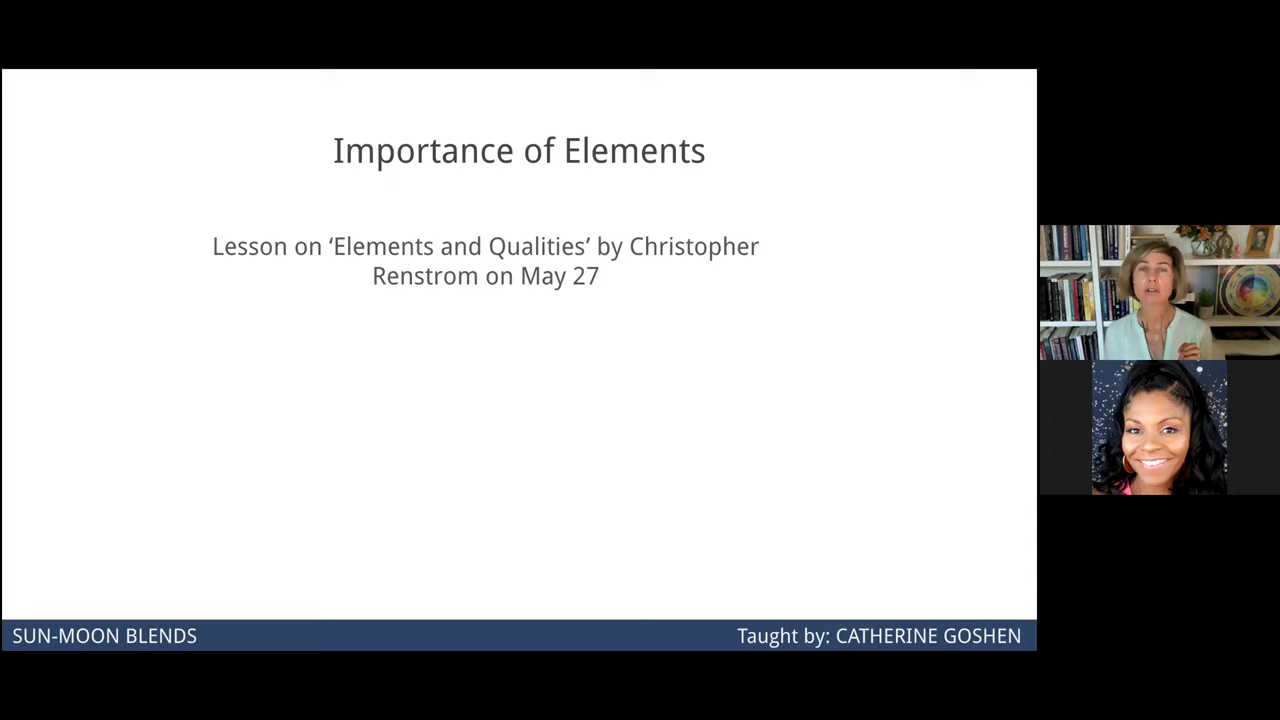 Importance of Elements
Lesson on ‘Elements and Qualities’ by Christopher
Renstrom on May 27
SUN-MOON BLENDS
Taught by: CATHERINE GOSHEN